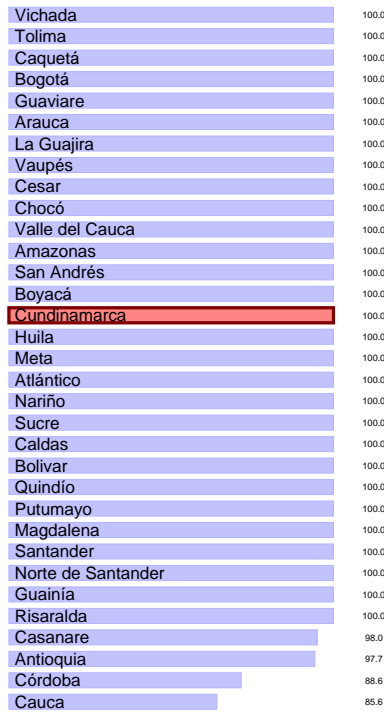 Vichada 100.0
Tolima 100.0
Caquetá 100.0
Bogotá 100.0
Guaviare 100.0
Arauca 100.0
La Guajira 100.0
Vaupés 100.0
Cesar 100.0
Chocó 100.0
Valle del Cauca 100.0
Amazonas 100.0
San Andrés 100.0
Boyacá 100.0
Cundinamarca 100.0
Huila 100.0
Meta 100.0
Atlántico 100.0
Nariño 100.0
Sucre 100.0
Caldas 100.0
Bolivar 100.0
Quindío 100.0
Putumayo 100.0
Magdalena 100.0
Santander 100.0
Norte de Santander 100.0
Guainía 100.0
Risaralda 100.0
Casanare 98.0
Antioquia 97.7
Córdoba 88.6
Cauca 85.6